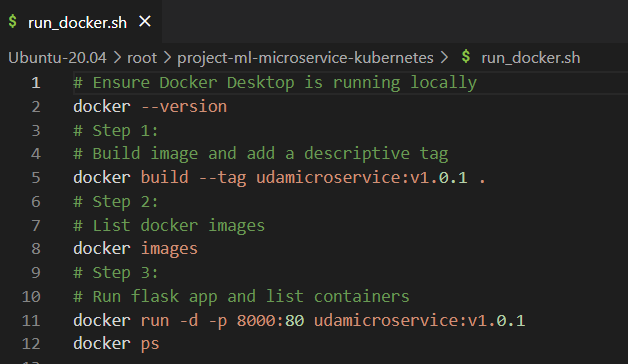 $ run_docker.sh ×
Ubuntu-20.04 > root > project-ml-microservice-kubernetes > $ run_docker.sh
1 # Ensure Docker Desktop is running locally
2 docker --version
3 # Step 1:
4 # Build image and add a descriptive tag
5 docker build --tag udamicroservice:v1.0.1 .
6 # Step 2:
7 # List docker images
8 docker images
9 # Step 3:
10 # Run flask app and list containers
11 docker run -d -p 8000:80 udamicroservice:v1.0.1
12 docker ps